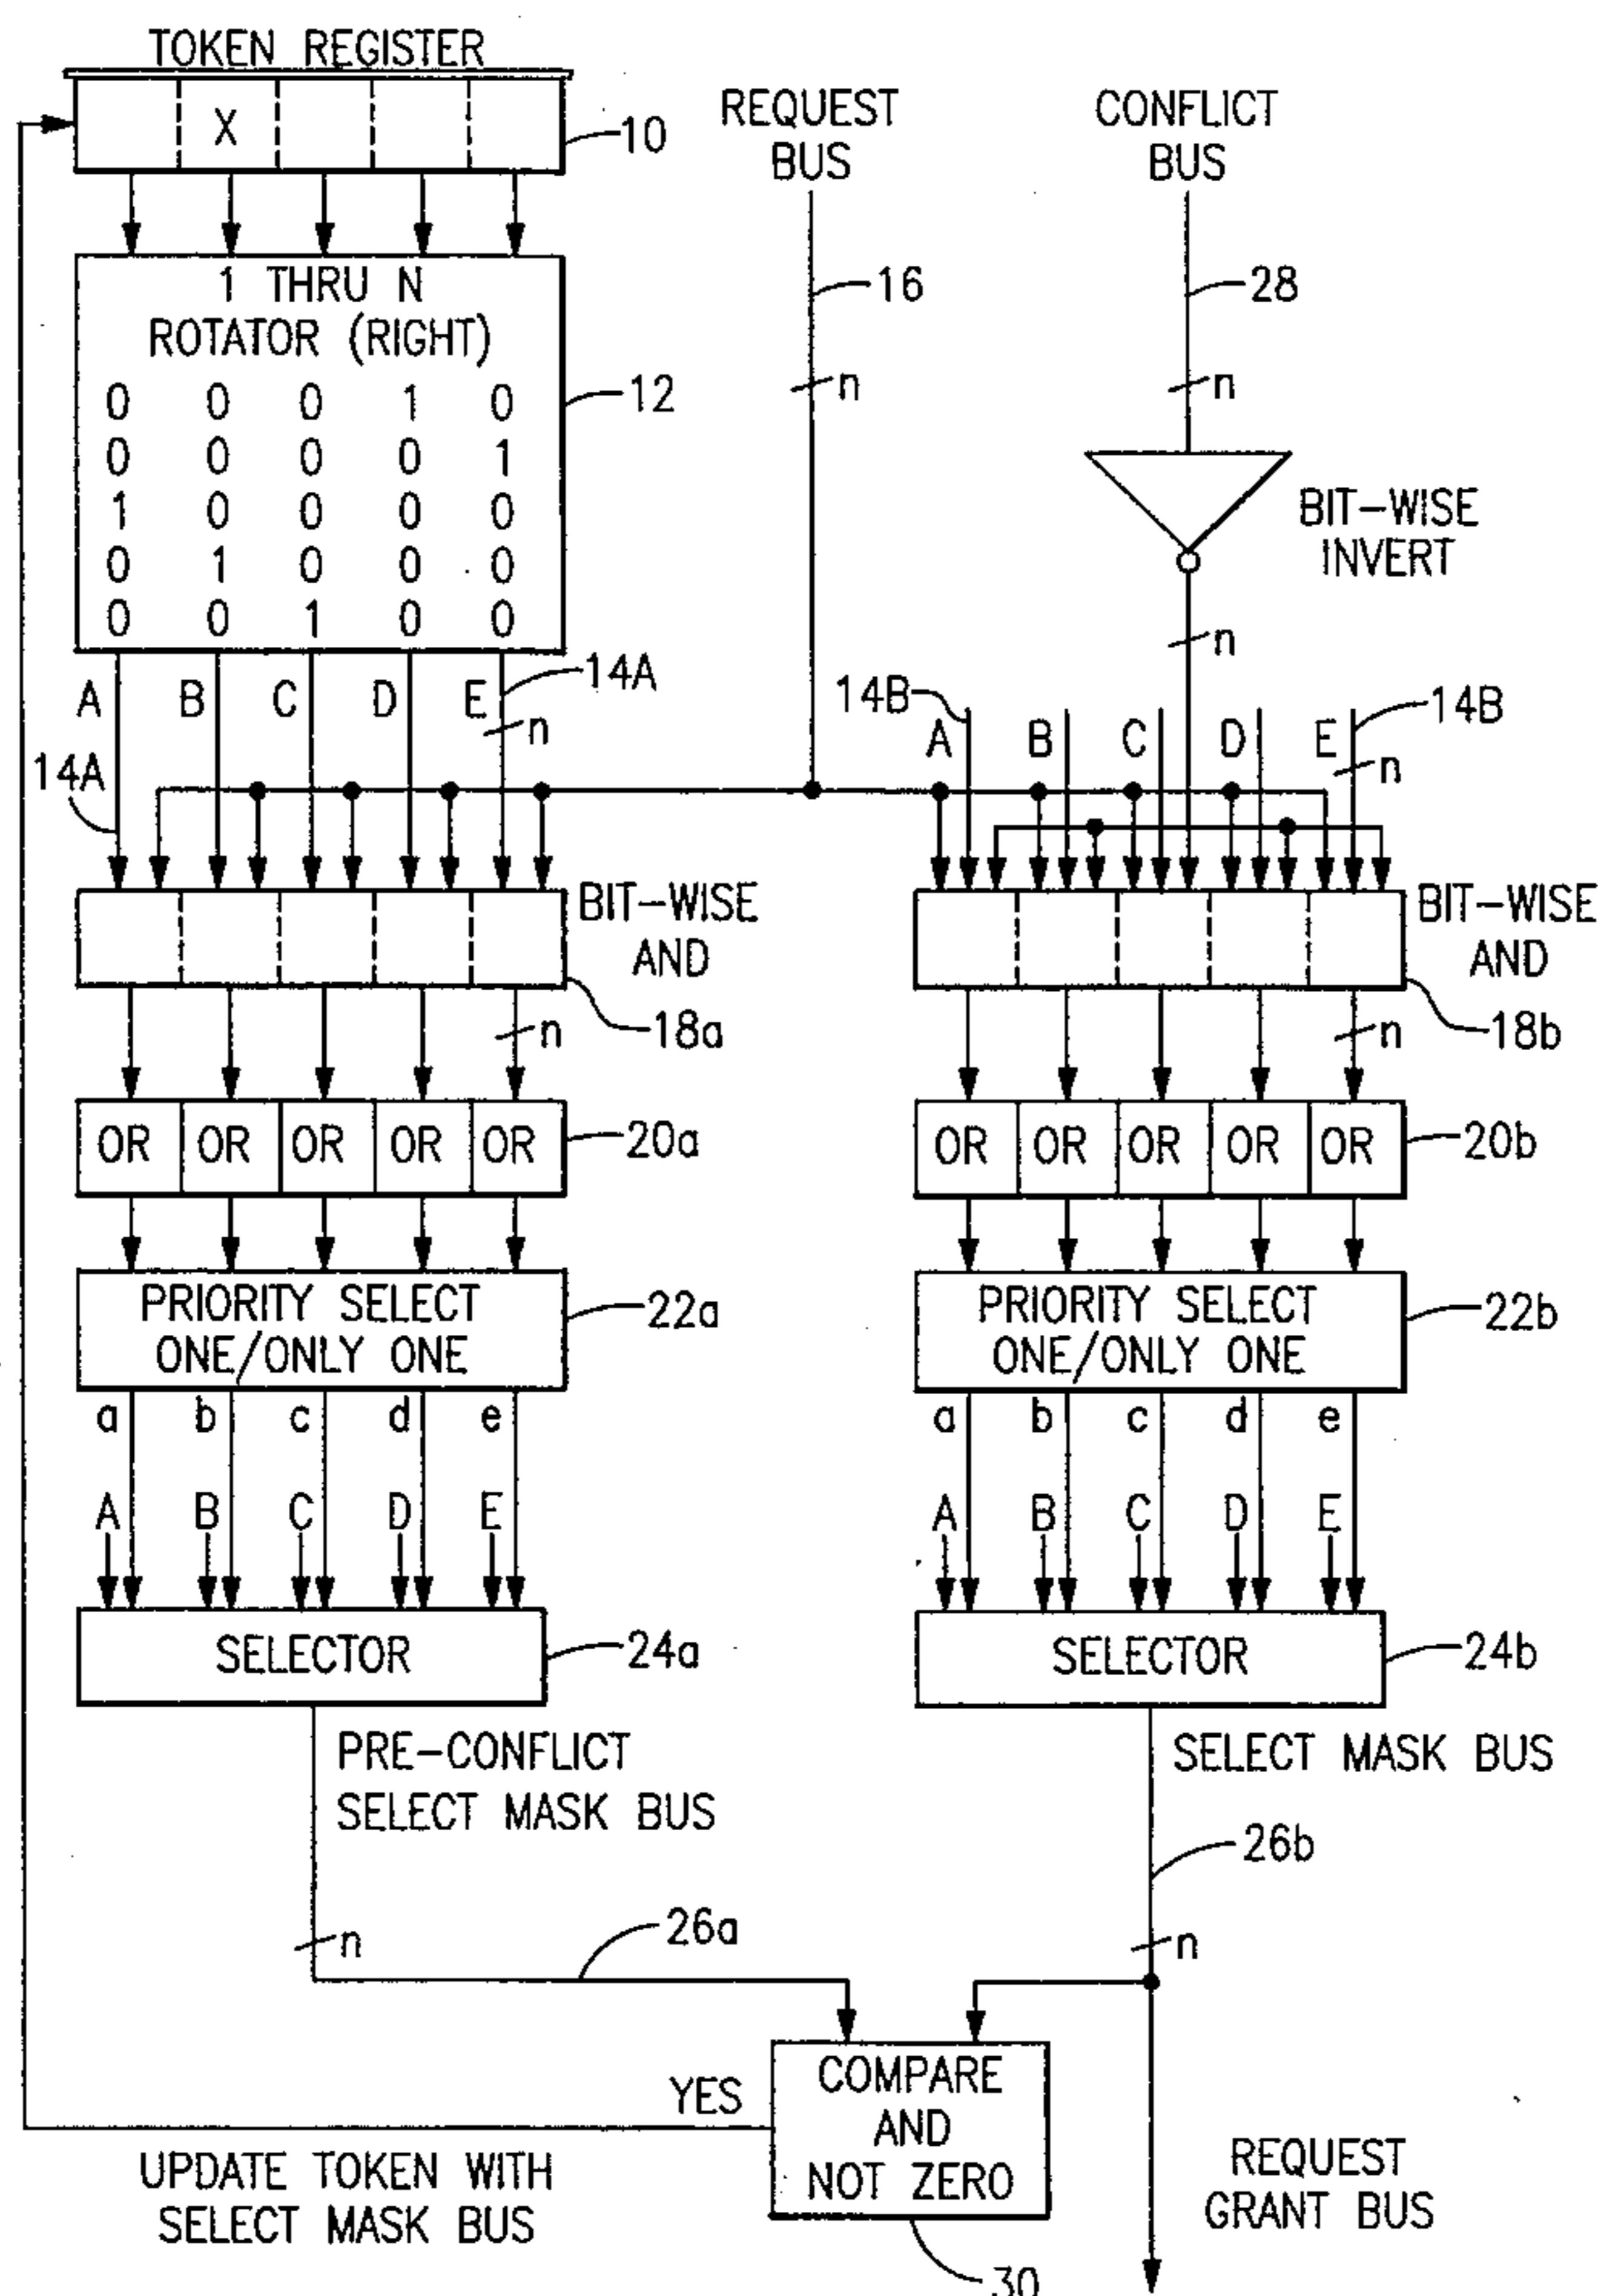 TOKEN REGISTER
X
10
REQUEST
BUS
CONFLICT
BUS
1 THRU N
ROTATOR (RIGHT)
0 0 0 1 0
0 0 0 0 1
1 0 0 0 0
0 1 0 0 0
0 0 1 0 0
12
16
n
28
n
BIT-WISE
INVERT
n
A B C D E
14A
n
14A
14B
A B C D E
14B
n
BIT-WISE
AND
18a
n
BIT-WISE
AND
18b
n
OR OR OR OR OR
20a
OR OR OR OR OR
20b
PRIORITY SELECT
ONE/ONLY ONE
22a
PRIORITY SELECT
ONE/ONLY ONE
22b
a b c d e
a b c d e
A B C D E
A B C D E
SELECTOR
24a
SELECTOR
24b
PRE-CONFLICT
SELECT MASK BUS
SELECT MASK BUS
26b
26a
n
n
COMPARE
AND
NOT ZERO
YES
30
UPDATE TOKEN WITH
SELECT MASK BUS
REQUEST
GRANT BUS